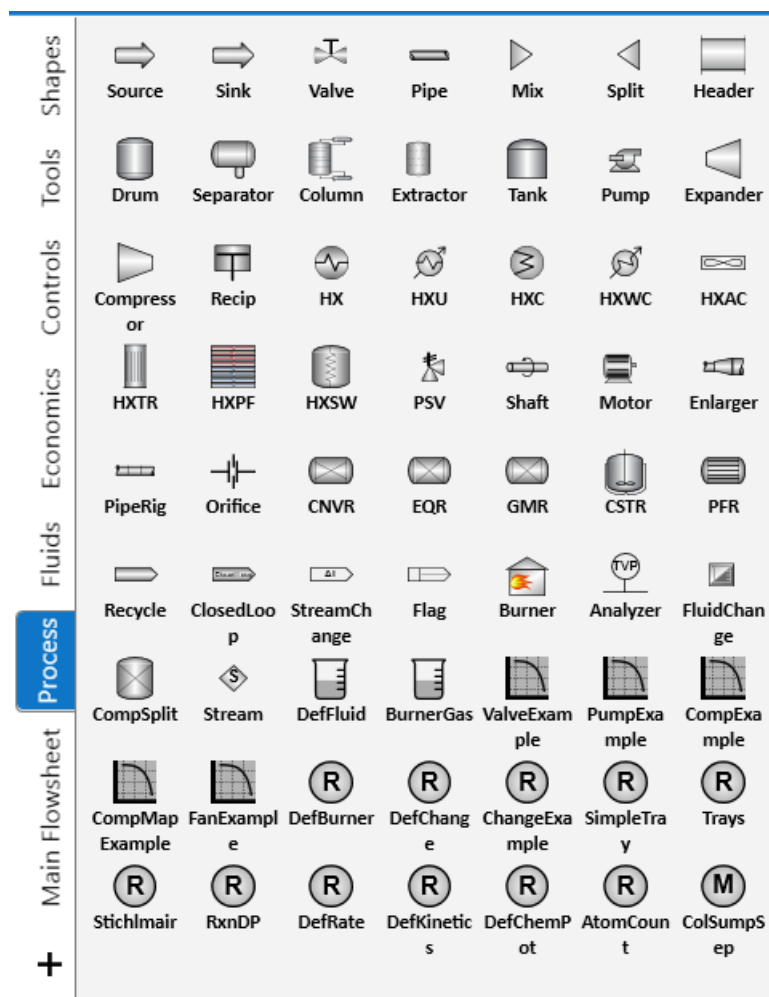 Shapes
Tools
Controls
Economics
Fluids
Process
Main Flowsheet
+
Source Sink Valve Pipe Mix Split Header
Drum Separator Column Extractor Tank Pump Expander
Compress
or
Recip HX HXU HXC HXWC HXAC
HXTR HXPF HXSW PSV Shaft Motor Enlarger
PipeRig Orifice CNVR EQR GMR CSTR PFR
TVP
Recycle
ClosedLoo
p
StreamCh
ange
Flag Burner Analyzer
FluidChan
ge
S
CompSplit Stream DefFluid BurnerGas
ValveExam
ple
PumpExa
mple
CompExa
mple
R R R R R
CompMap
Example
FanExampl
e
DefBurner
DefChang
e
ChangeExa
mple
SimpleTra
y
Trays
R R R R R R M
Stichlmair RxnDP DefRate
DefKinetic
s
DefChemP
ot
AtomCoun
t
ColSumpS
ep